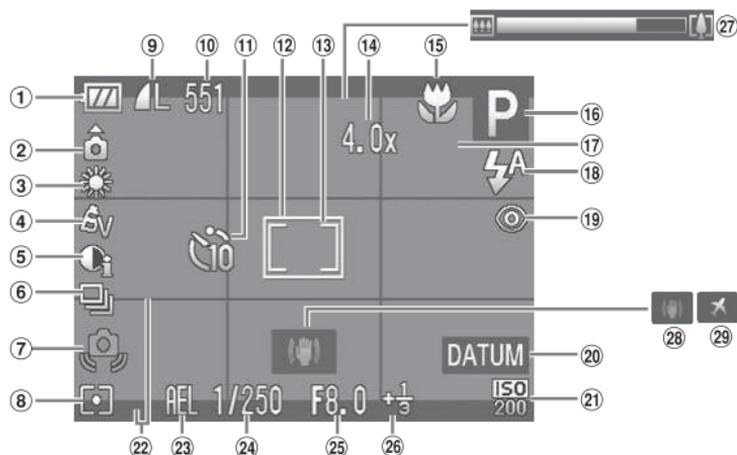 ⑨ ⑩ ⑪ ⑫ ⑬ ⑭ ⑮ ㉗
① L 551 P ⑯
② 4.0x ⑰
③ A ⑱
④ V ⑲
⑤ i 10
⑥
㉘ ㉙
⑦ DATUM ⑳
⑧ AEL 1/250 F8.0 +1/3 ISO 200 ㉑
㉒ ㉓ ㉔ ㉕ ㉖